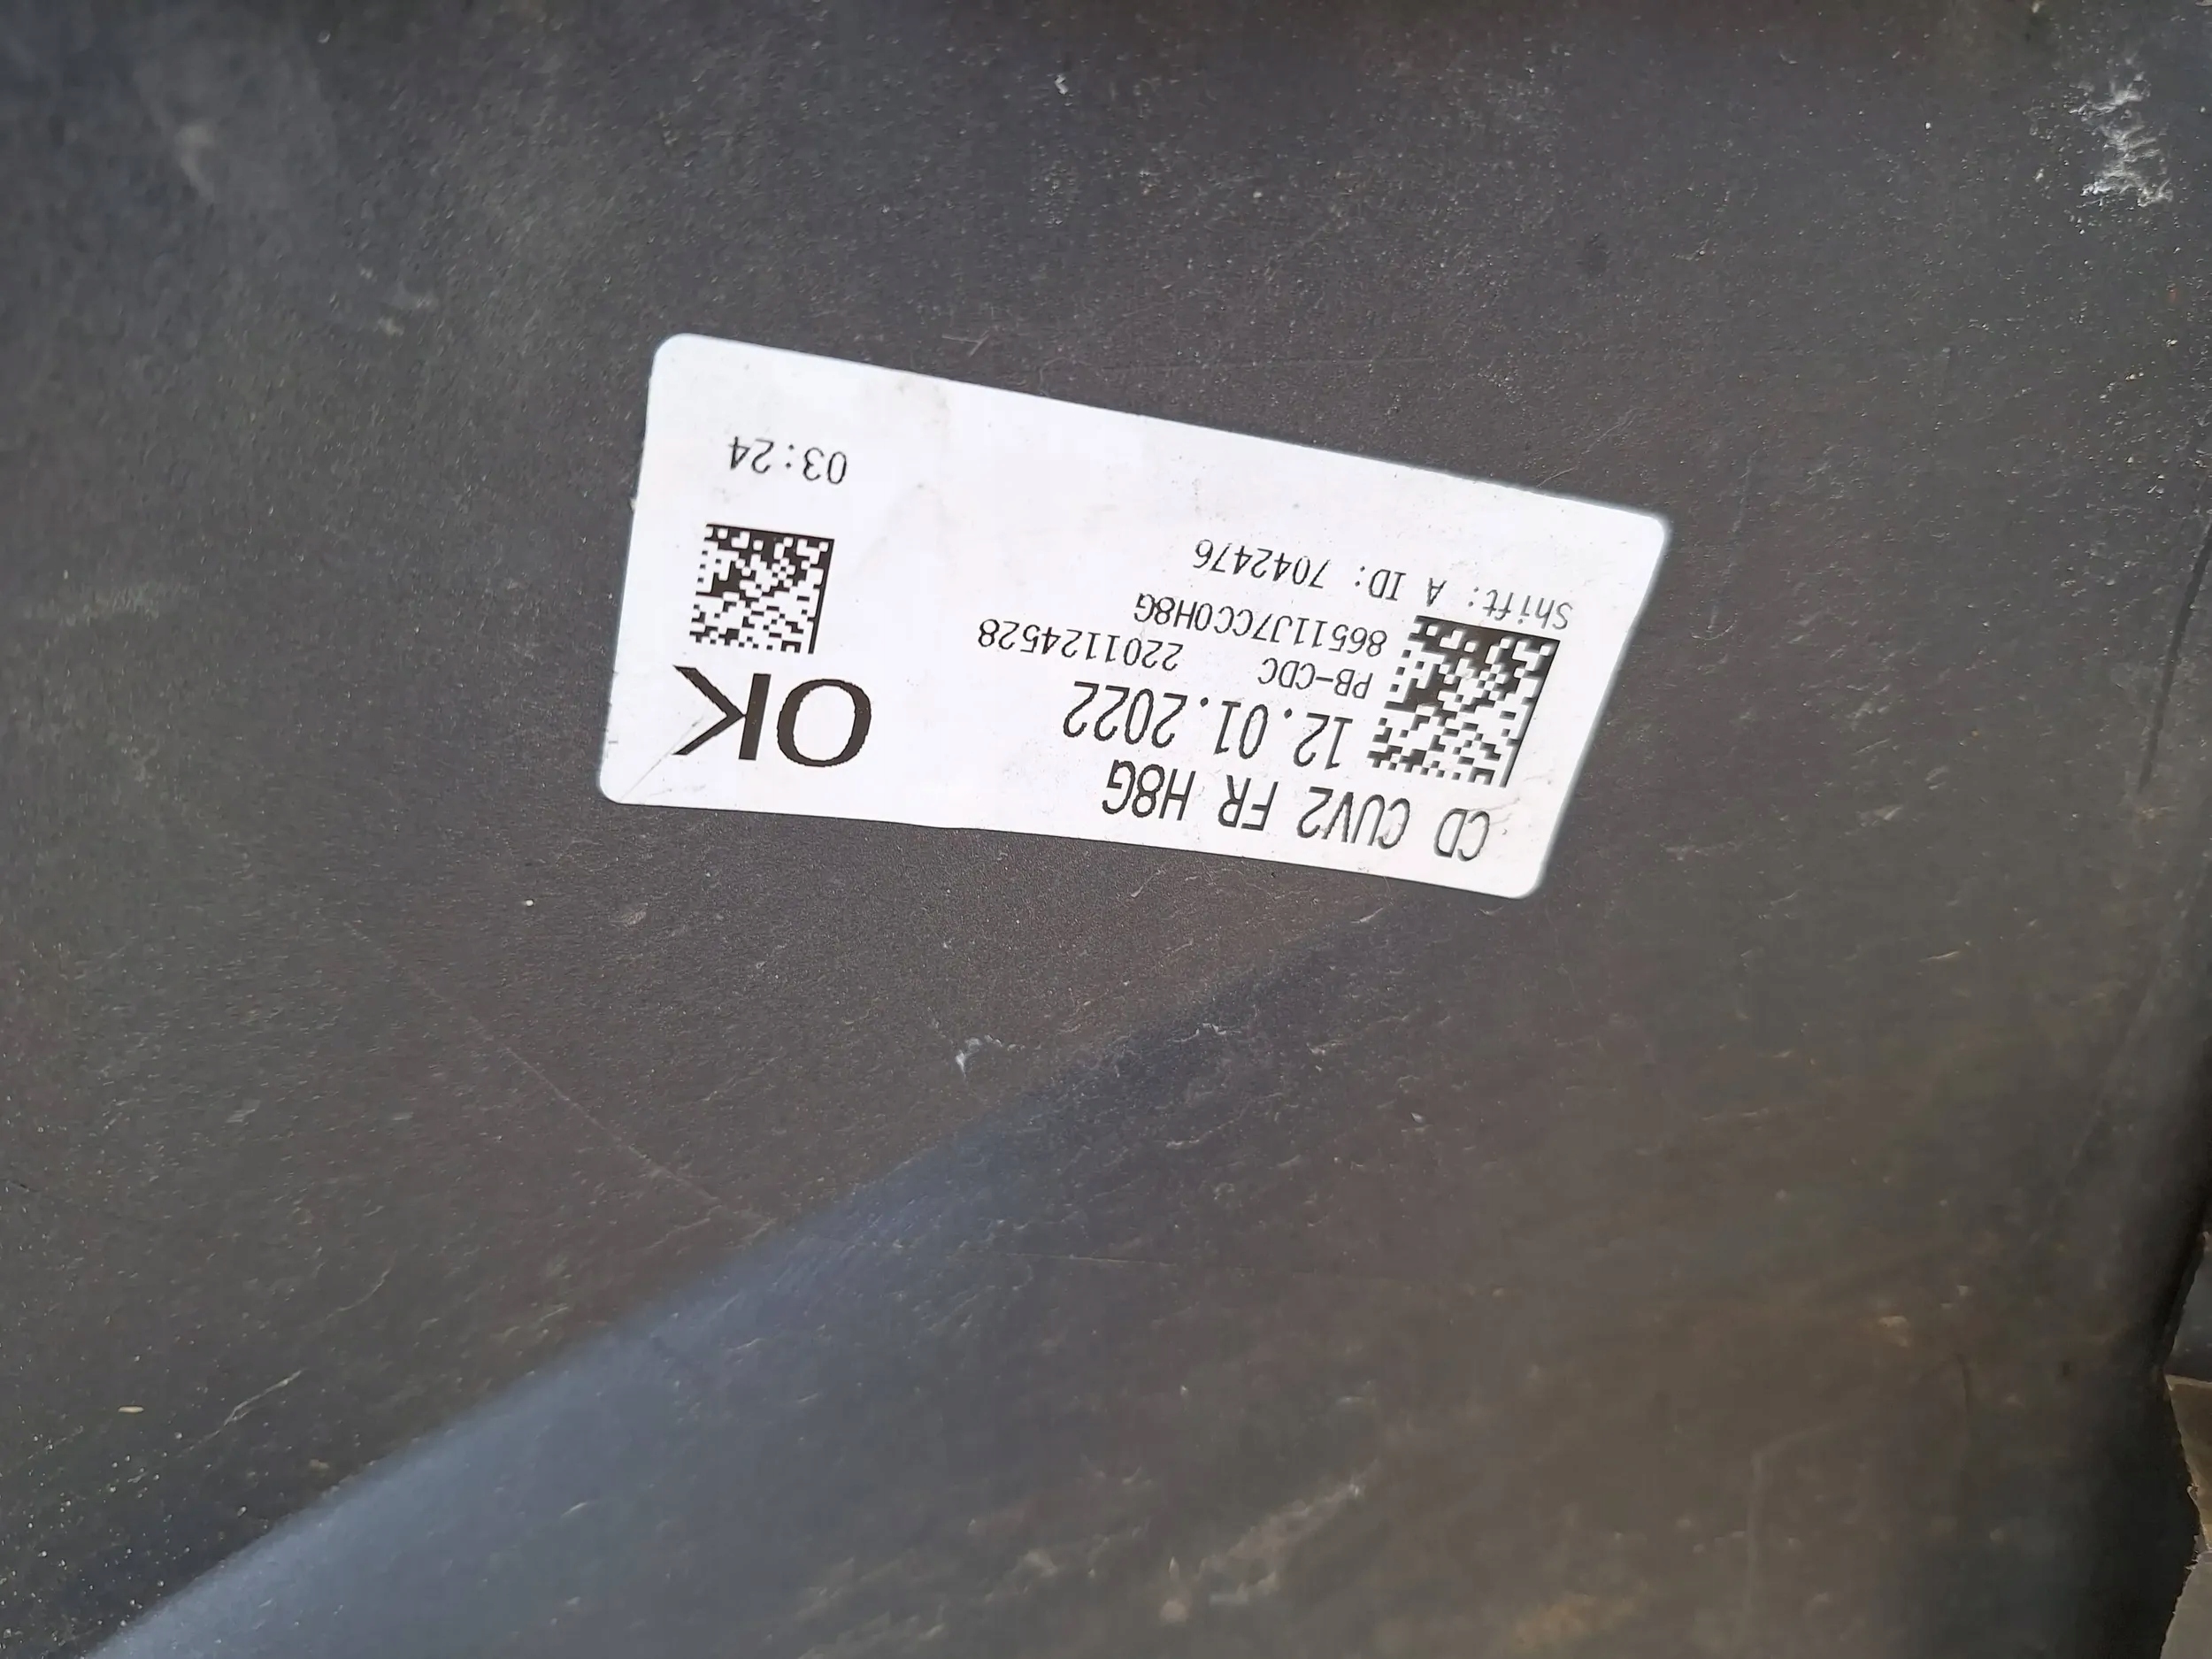 CD CUV2 FR H8G
12.01.2022
PB-CDC 2201124528
86511J7CC0H8G
Shift: A ID: 7042476
OK
03:24